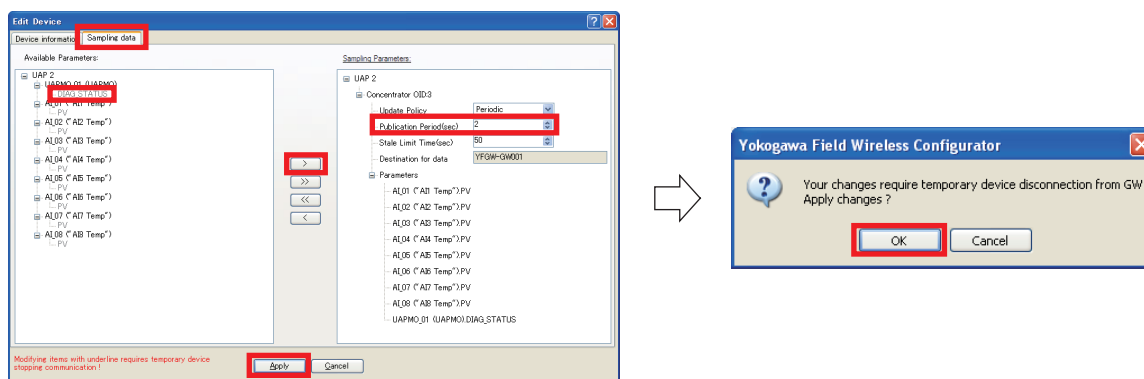 Edit Device
Device information
Sampling data
Available Parameters:
UAP 2
UAPMO_01 (UAPMO)
DIAG_STATUS
AI_01 ("AI1 Temp")
PV
AI_02 ("AI2 Temp")
PV
AI_03 ("AI3 Temp")
PV
AI_04 ("AI4 Temp")
PV
AI_05 ("AI5 Temp")
PV
AI_06 ("AI6 Temp")
PV
AI_07 ("AI7 Temp")
PV
AI_08 ("AI8 Temp")
PV
>
>>
<<
<
Sampling Parameters:
UAP 2
Concentrator OID:3
Update Policy Periodic
Publication Period(sec) 2
Stale Limit Time(sec) 50
Destination for data YFGW-GW001
Parameters
AI_01 ("AI1 Temp").PV
AI_02 ("AI2 Temp").PV
AI_03 ("AI3 Temp").PV
AI_04 ("AI4 Temp").PV
AI_05 ("AI5 Temp").PV
AI_06 ("AI6 Temp").PV
AI_07 ("AI7 Temp").PV
AI_08 ("AI8 Temp").PV
UAPMO_01 (UAPMO).DIAG_STATUS
Modifying items with underline requires temporary device
stopping communication !
Apply Cancel
Yokogawa Field Wireless Configurator
Your changes require temporary device disconnection from GW
Apply changes ?
OK Cancel